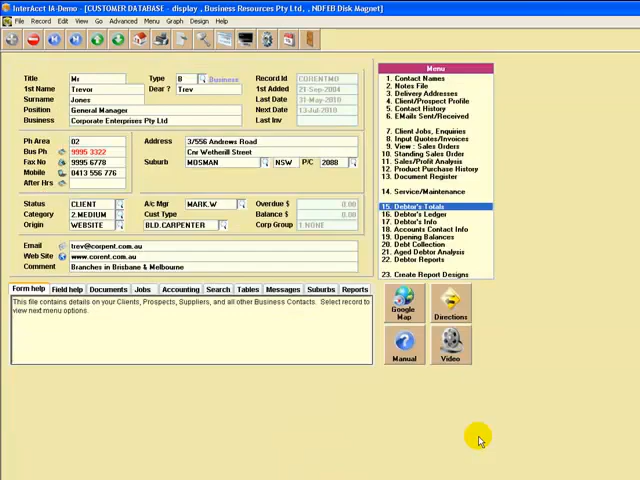 InterAcct IA-Demo - [CUSTOMER DATABASE - display , Business Resources Pty Ltd, , NDFEB Disk Magnet]
File Record Edit View Go Advanced Menu Graph Design Help
Title Mr Type B Business Record Id CORENTMO
1st Name Trevor Dear ? Trev 1st Added 21-Sep-2004
Surname Jones Last Date 31-May-2010
Position General Manager Next Date 13-Jul-2010
Business Corporate Enterprises Pty Ltd Last Inv
Ph Area 02 Address 3/556 Andrews Road
Bus Ph 9995 3322 Cnr Wetherill Street
Fax No 9995 6778 Suburb MOSMAN NSW P/C 2088
Mobile 0413 556 776
After Hrs
Status CLIENT A/c Mgr MARK.W Overdue $ 0.00
Category 2.MEDIUM Cust Type Balance $ 0.00
Origin WEBSITE BLD.CARPENTER Corp Group 1.NONE
Email trev@corpent.com.au
Web Site www.corent.com.au
Comment Branches in Brisbane & Melbourne
Form help Field help Documents Jobs Accounting Search Tables Messages Suburbs Reports
This file contains details on your Clients, Prospects, Suppliers, and all other Business Contacts. Select record to
view next menu options.
Menu
1. Contact Names
2. Notes File
3. Delivery Addresses
4. Client/Prospect Profile
5. Contact History
6. EMails Sent/Received
7. Client Jobs, Enquiries
8. Input Quotes/Invoices
9. View : Sales Orders
10. Standing Sales Order
11. Sales/Profit Analysis
12. Product Purchase History
13. Document Register
14. Service/Maintenance
15. Debtor's Totals
16. Debtor's Ledger
17. Debtor's Info
18. Accounts Contact Info
19. Opening Balances
20. Debt Collection
21. Aged Debtor Analysis
22. Debtor Reports
23. Create Report Designs
Google Map
Directions
Manual
Video